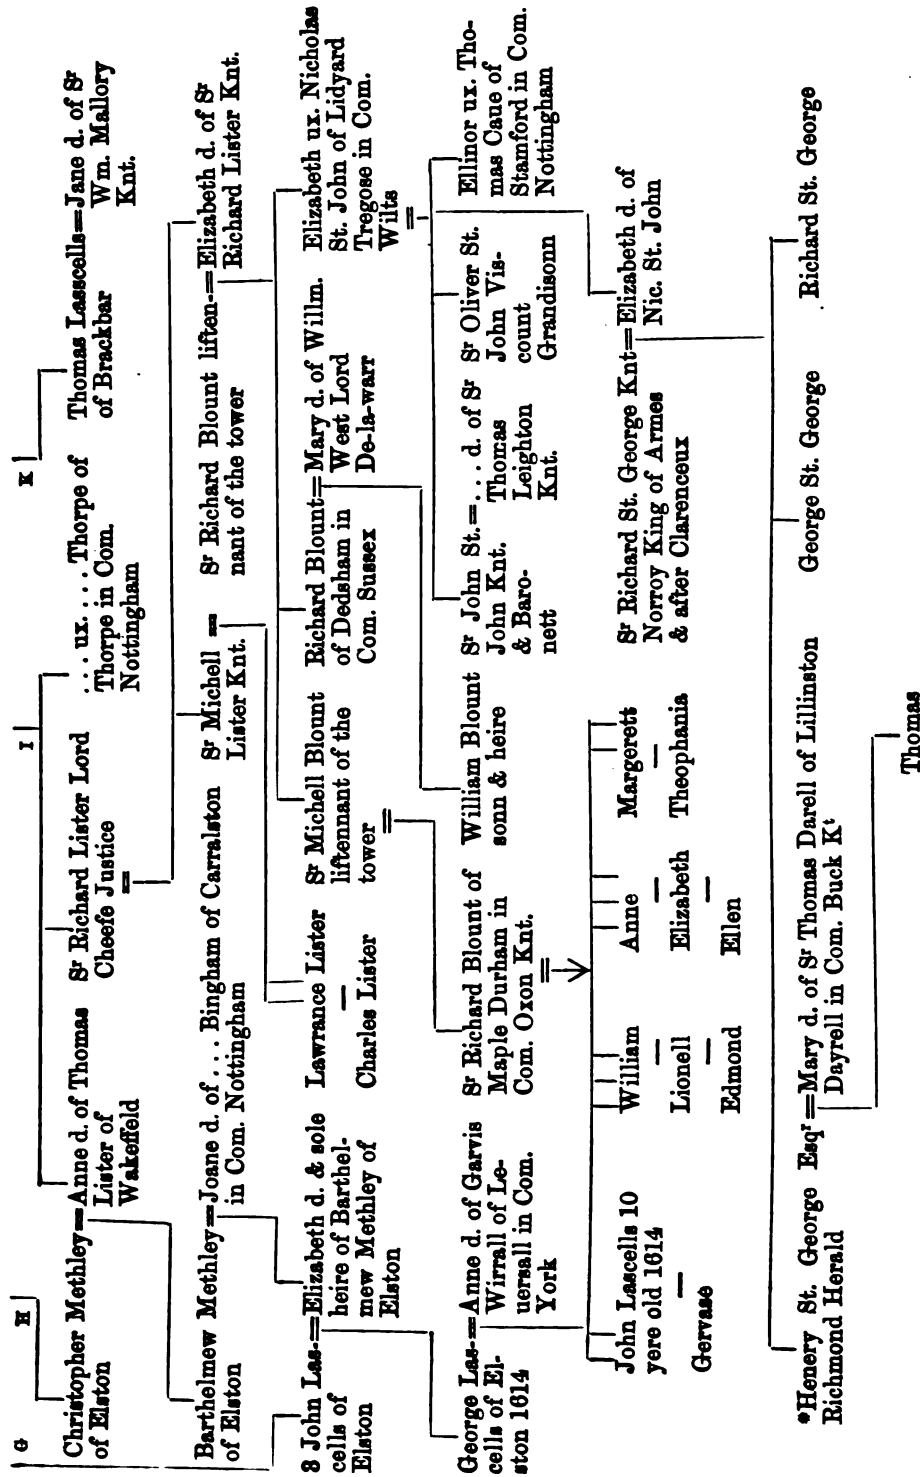 G H I K
Christopher Methley=Anne d. of Thomas
of Elston
Lister of
Wakeffeld
Sr Richard Lister Lord
Cheefe Justice
=
... ux. ... Thorpe of
Thorpe in Com.
Nottingham
Thomas Lasscells=Jane d. of Sr
of Brackbar
Wm. Mallory
Knt.
Barthelmew Methley=Joane d. of ... Bingham of Carralston
of Elston
in Com. Nottingham
Sr Michell =
Lister Knt.
Sr Richard Blount liften-=Elizabeth d. of Sr
nant of the tower
Richard Lister Knt.
3 John Las-=Elizabeth d. & sole
cells of
Elston
heire of Barthel-
mew Methley of
Elston
Lawrance Lister
—
Charles Lister
Sr Michell Blount
liftennant of the
tower
=
Richard Blount=Mary d. of Willm.
of Dedsham in
Com. Sussex
West Lord
De-la-warr
Elizabeth ux. Nicholas
St. John of Lidyard
Tregose in Com.
Wilts
=
George Las-=Anne d. of Garvis
cells of El-
ston 1614
Wirrall of Le-
uersall in Com.
York
Sr Richard Blount of
Maple Durham in
Com. Oxon Knt.
=
William Blount
sonn & heire
Sr John St.=... d. of Sr
John Knt.
& Baro-
nett
Thomas
Leighton
Knt.
Sr Oliver St.
John Vis-
count
Grandisonn
Ellinor ux. Tho-
mas Caue of
Stamford in Com.
Nottingham
John Lascells 10
yere old 1614
—
Gervase
William
—
Lionell
—
Edmond
Anne
—
Elizabeth
—
Ellen
Margerett
—
Theophania
Sr Richard St. George Knt=Elizabeth d. of
Norroy King of Armes
& after Clarenceux
Nic. St. John
*Henery St. George Esqr=Mary d. of Sr Thomas Darell of Lillinston
Richmond Herald
Dayrell in Com. Buck Kt
George St. George
Richard St. George
Thomas